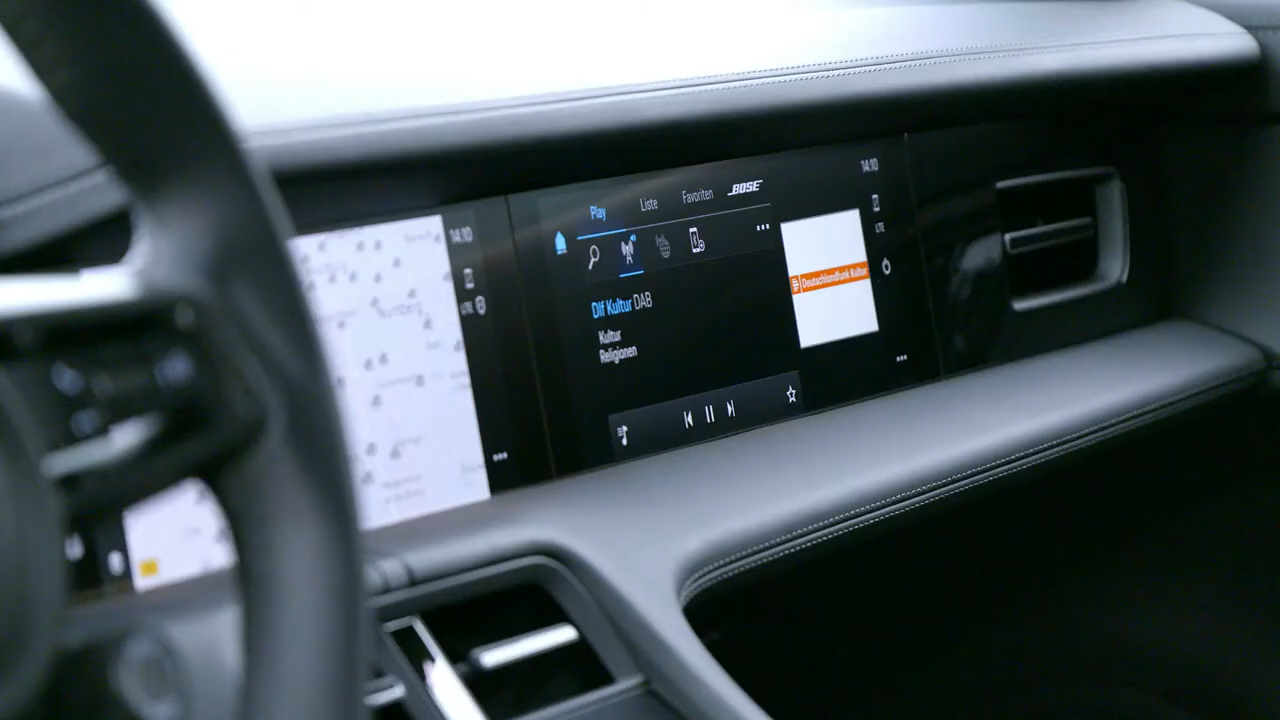 Nürnberg
14:10
LTE
Play
Liste
Favoriten
BOSE
Dlf Kultur DAB
Kultur
Religionen
Deutschlandfunk Kultur
14:10
LTE